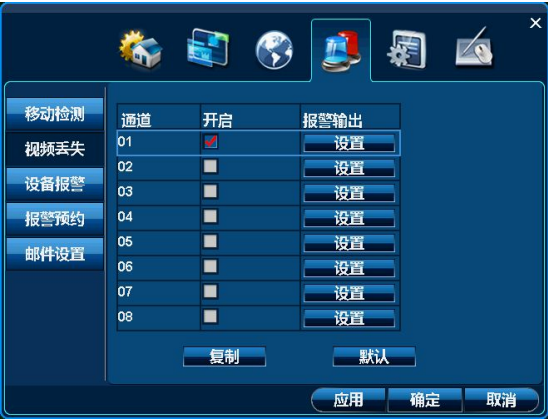 移动检测
视频丢失
设备报警
报警预约
邮件设置
通道 开启 报警输出
01 设置
02 设置
03 设置
04 设置
05 设置
06 设置
07 设置
08 设置
复制 默认
应用 确定 取消